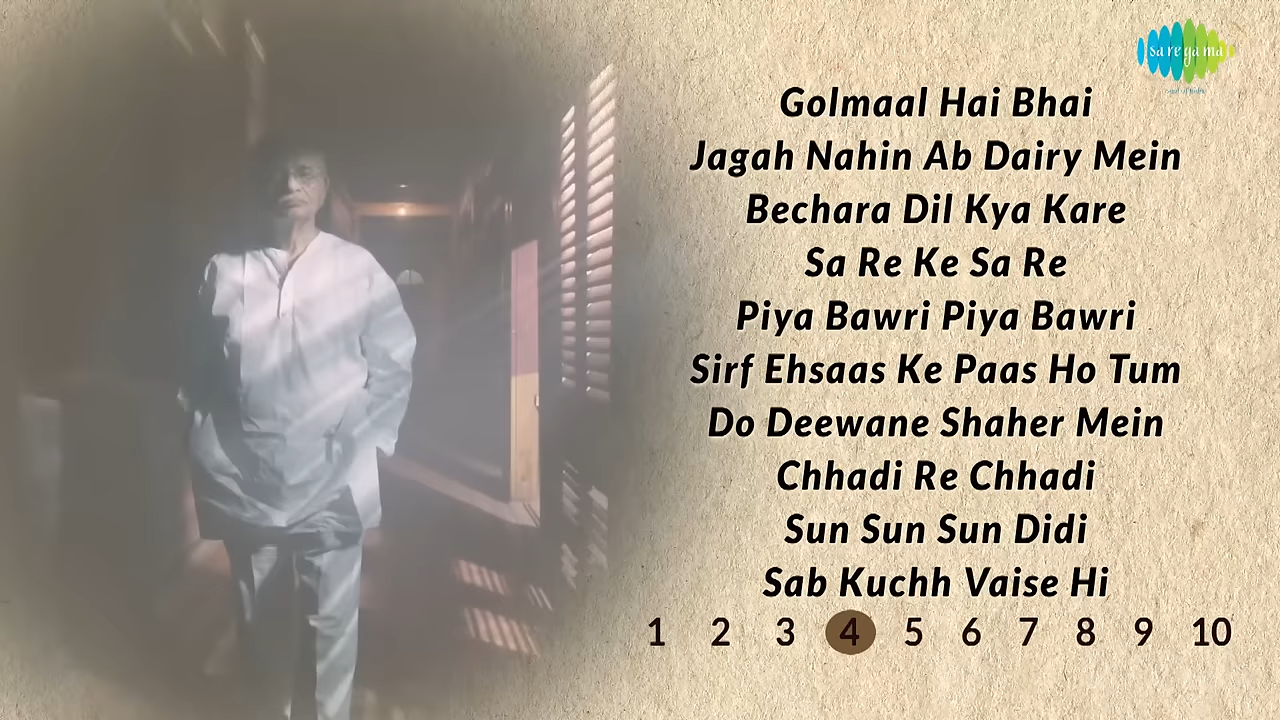 sa re ga ma
Golmaal Hai Bhai
Jagah Nahin Ab Dairy Mein
Bechara Dil Kya Kare
Sa Re Ke Sa Re
Piya Bawri Piya Bawri
Sirf Ehsaas Ke Paas Ho Tum
Do Deewane Shaher Mein
Chhadi Re Chhadi
Sun Sun Sun Didi
Sab Kuchh Vaise Hi
1 2 3 4 5 6 7 8 9 10